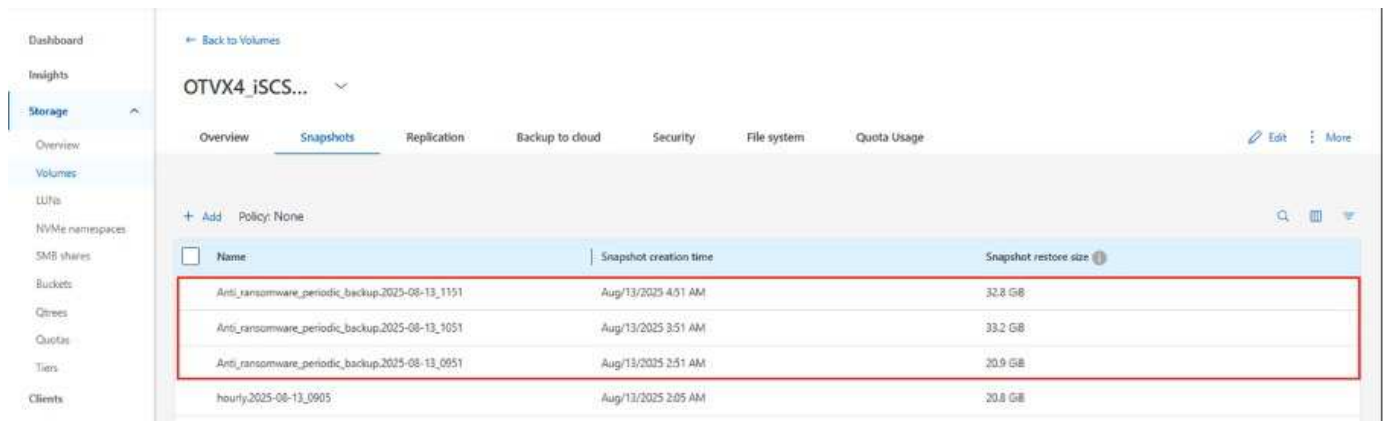 Dashboard
Insights
Storage
Overview
Volumes
LUNs
NVMe namespaces
SMB shares
Buckets
Qtrees
Quotas
Tiers
Clients
← Back to Volumes
OTVX4_iSCS...
Overview Snapshots Replication Backup to cloud Security File system Quota Usage Edit More
+ Add Policy: None
Name Snapshot creation time Snapshot restore size
Anti_ransomware_periodic_backup.2025-08-13_1151 Aug/13/2025 4:51 AM 32.8 GiB
Anti_ransomware_periodic_backup.2025-08-13_1051 Aug/13/2025 3:51 AM 33.2 GiB
Anti_ransomware_periodic_backup.2025-08-13_0951 Aug/13/2025 2:51 AM 20.9 GiB
hourly.2025-08-13_0905 Aug/13/2025 2:05 AM 20.8 GiB